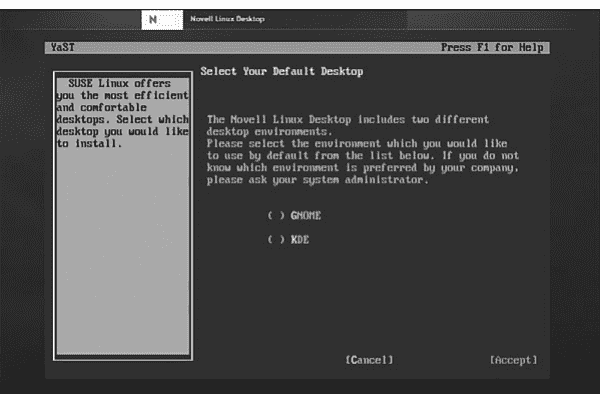 N Novell Linux Desktop
YaST Press F1 for Help
Select Your Default Desktop
SUSE Linux offers
you the most efficient
and comfortable
desktops. Select which
desktop you would like
to install.
The Novell Linux Desktop includes two different
desktop environments.
Please select the environment which you would like
to use by default from the list below. If you do not
know which environment is preferred by your company,
please ask your system administrator.
( ) GNOME
( ) KDE
[Cancel] [Accept]